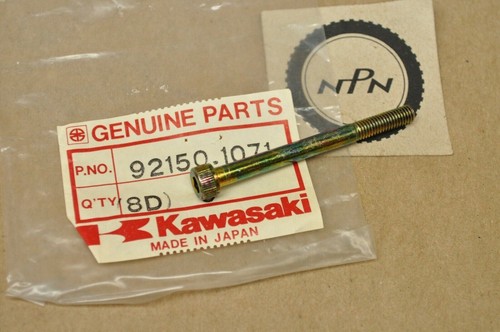 NPN
GENUINE PARTS
P.NO. 92150-1071
Q'TY (8D)
Kawasaki
MADE IN JAPAN